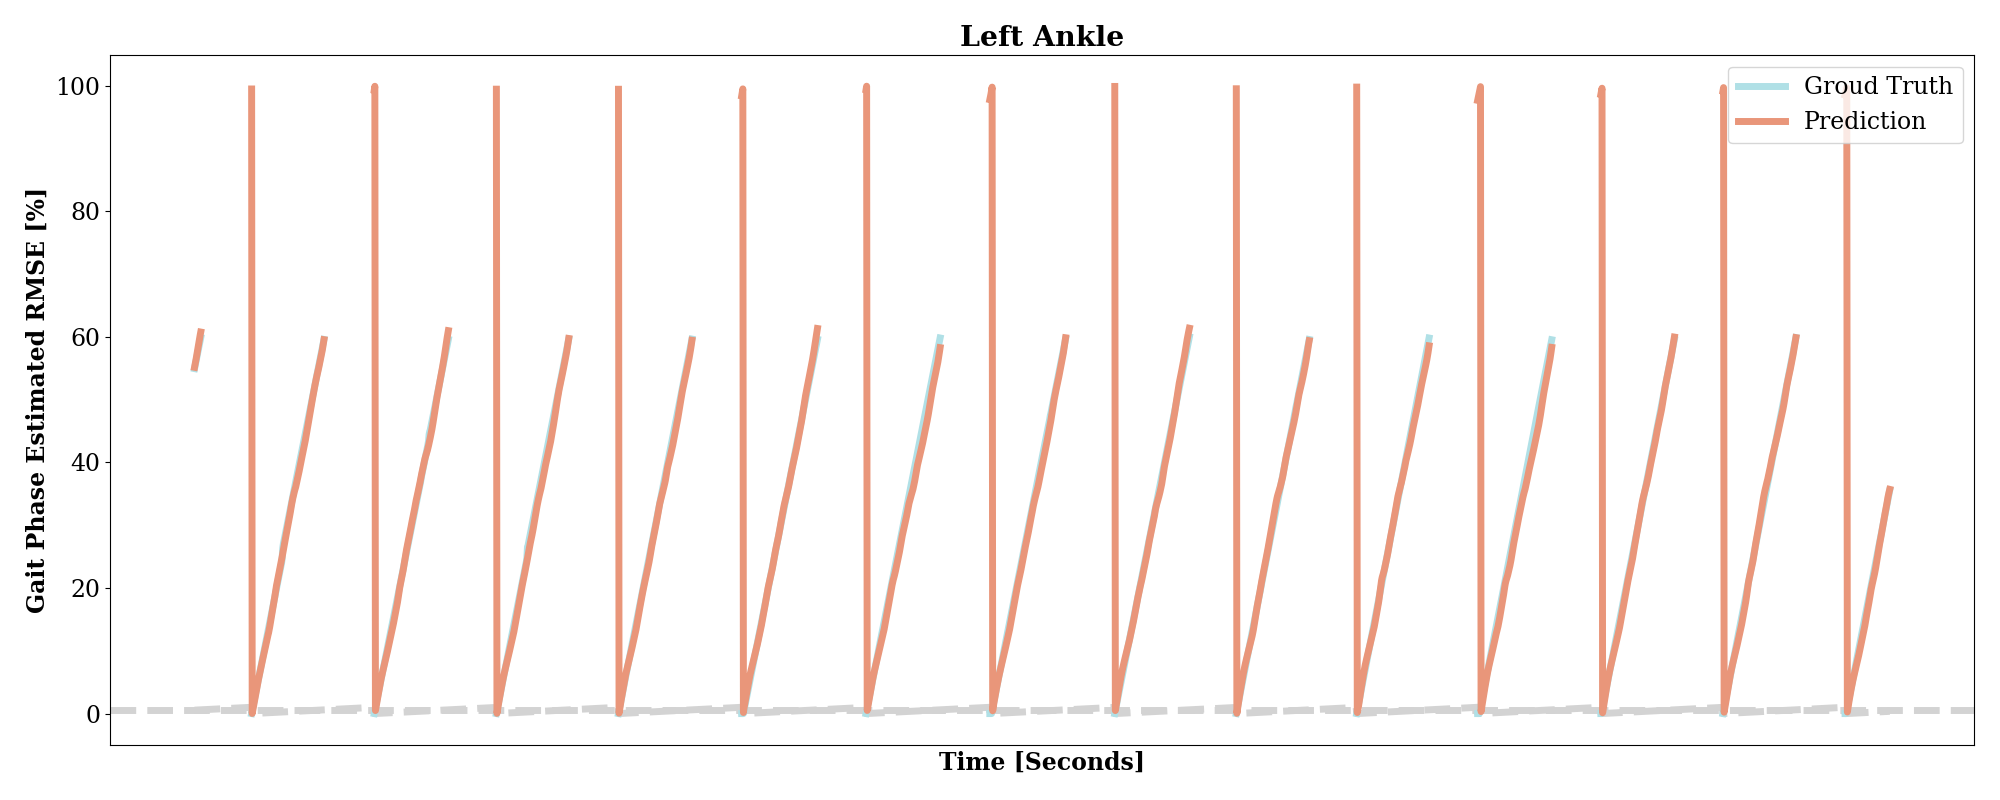 Left Ankle
Gait Phase Estimated RMSE [%]
100
80
60
40
20
0
Groud Truth
Prediction
Time [Seconds]